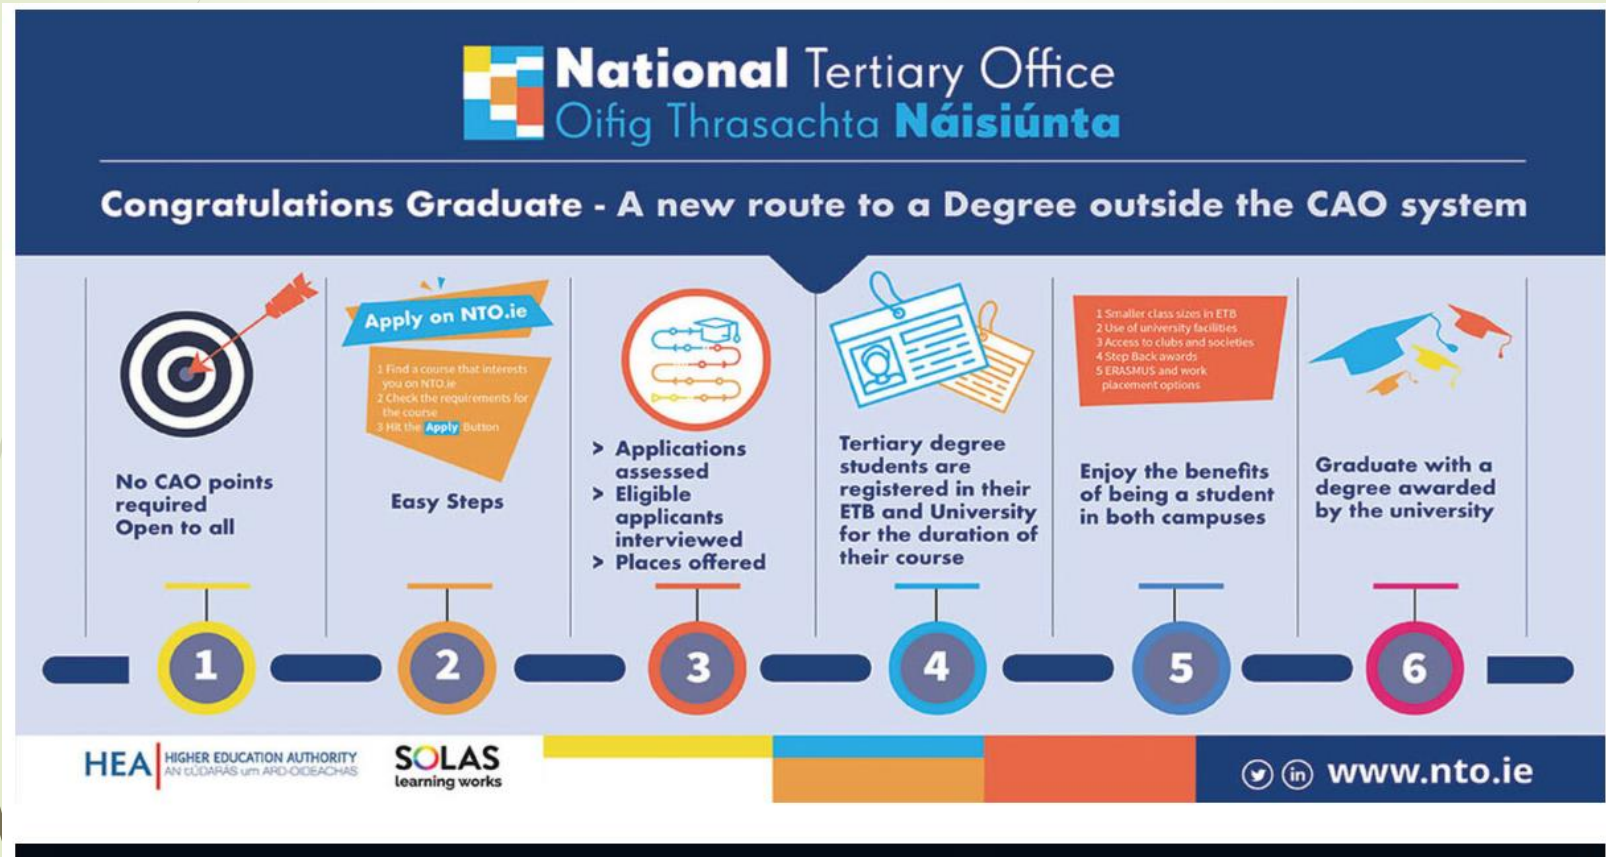 National Tertiary Office
Oifig Thrasachta Náisiúnta
Congratulations Graduate - A new route to a Degree outside the CAO system
No CAO points
required
Open to all
1
Apply on NTO.ie
1 Find a course that interests
you on NTO.ie
2 Check the requirements for
the course
3 Hit the Apply Button
Easy Steps
2
> Applications
assessed
> Eligible
applicants
interviewed
> Places offered
3
Tertiary degree
students are
registered in their
ETB and University
for the duration of
their course
4
1 Smaller class sizes in ETB
2 Use of university facilities
3 Access to clubs and societies
4 Step Back awards
5 ERASMUS and work
placement options
Enjoy the benefits
of being a student
in both campuses
5
Graduate with a
degree awarded
by the university
6
HEA HIGHER EDUCATION AUTHORITY
AN tÚDARÁS um ARD-OIDEACHAS
SOLAS
learning works
www.nto.ie